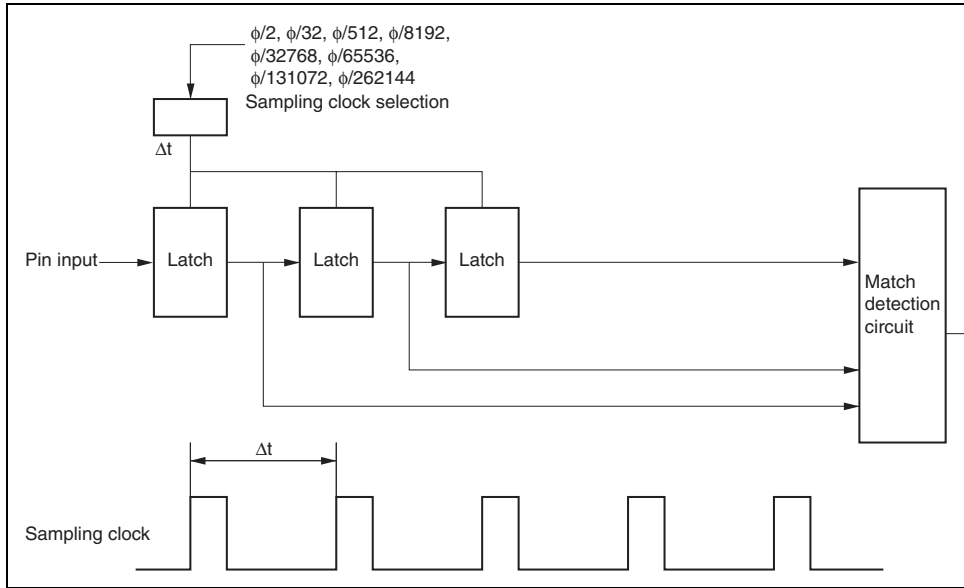 ϕ/2, ϕ/32, ϕ/512, ϕ/8192,
ϕ/32768, ϕ/65536,
ϕ/131072, ϕ/262144
Sampling clock selection
Δt
Pin input
Latch
Latch
Latch
Match
detection
circuit
Δt
Sampling clock